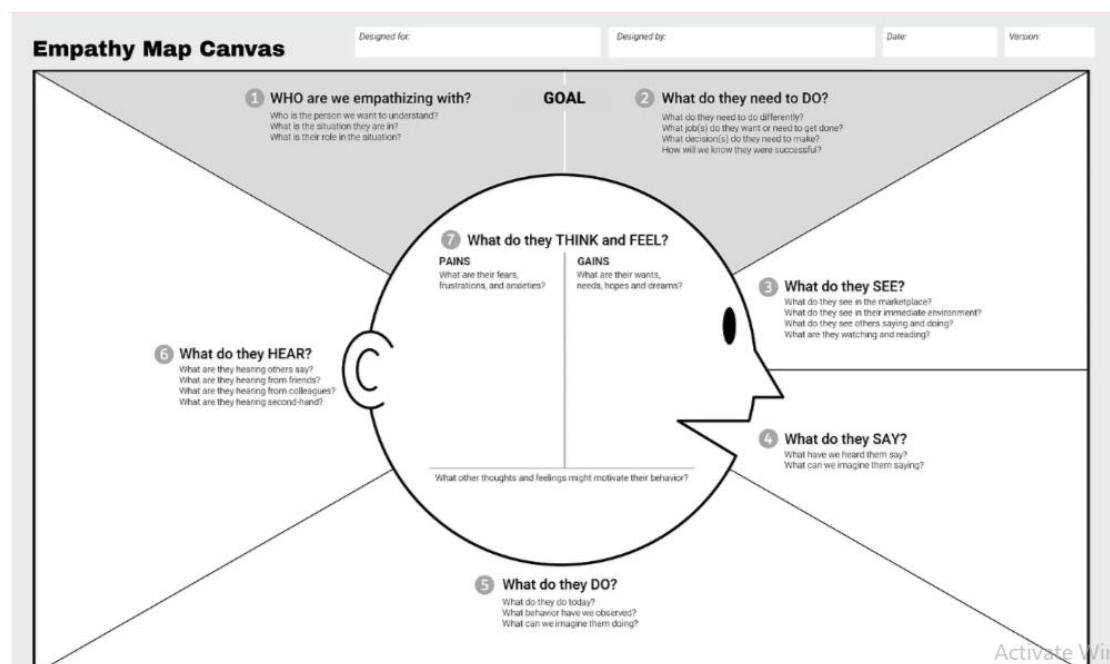 Empathy Map Canvas
Designed for:
Designed by:
Date:
Version:
1 WHO are we empathizing with?
Who is the person we want to understand?
What is the situation they are in?
What is their role in the situation?
GOAL
2 What do they need to DO?
What do they need to do differently?
What job(s) do they want or need to get done?
What decision(s) do they need to make?
How will we know they were successful?
7 What do they THINK and FEEL?
PAINS
What are their fears,
frustrations, and anxieties?
GAINS
What are their wants,
needs, hopes and dreams?
What other thoughts and feelings might motivate their behavior?
3 What do they SEE?
What do they see in the marketplace?
What do they see in their immediate environment?
What do they see others saying and doing?
What are they watching and reading?
4 What do they SAY?
What have we heard them say?
What can we imagine them saying?
5 What do they DO?
What do they do today?
What behavior have we observed?
What can we imagine them doing?
6 What do they HEAR?
What are they hearing others say?
What are they hearing from friends?
What are they hearing from colleagues?
What are they hearing second-hand?
Activate Wi